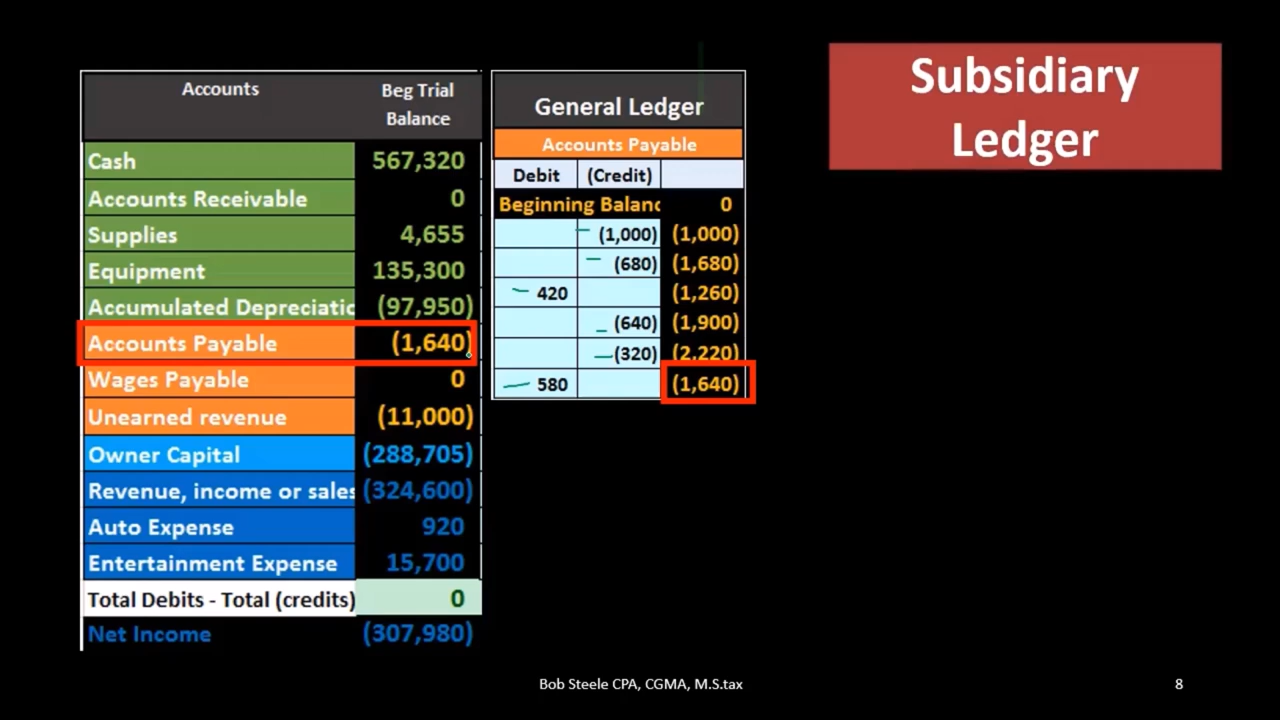 Subsidiary
Ledger
Accounts Beg Trial
Balance
Cash 567,320
Accounts Receivable 0
Supplies 4,655
Equipment 135,300
Accumulated Depreciatic (97,950)
Accounts Payable (1,640)
Wages Payable 0
Unearned revenue (11,000)
Owner Capital (288,705)
Revenue, income or sales (324,600)
Auto Expense 920
Entertainment Expense 15,700
Total Debits - Total (credits) 0
Net Income (307,980)
General Ledger
Accounts Payable
Debit (Credit)
Beginning Balanc 0
(1,000) (1,000)
(680) (1,680)
420 (1,260)
(640) (1,900)
(320) (2,220)
580 (1,640)
Bob Steele CPA, CGMA, M.S.tax 8